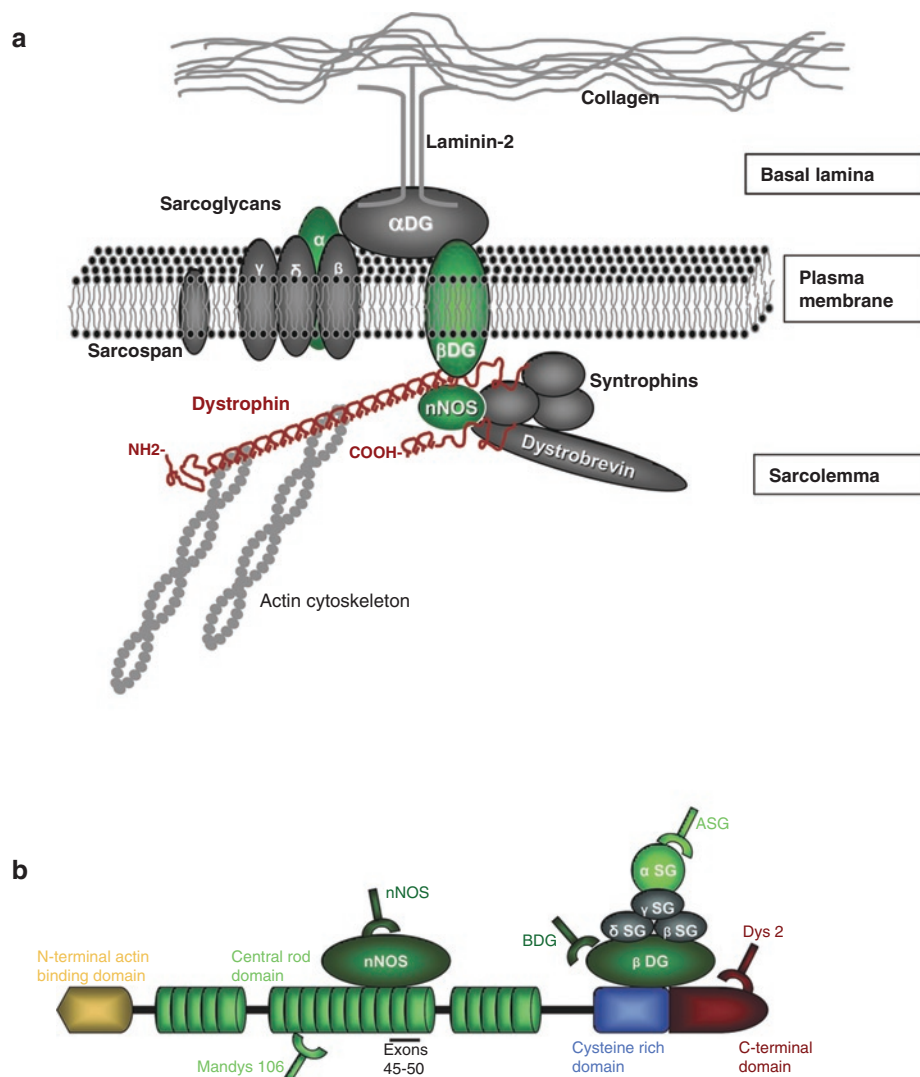 a
Collagen
Laminin-2
Basal lamina
Sarcoglycans
αDG
α
γ
δ
β
Plasma
membrane
Sarcospan
βDG
Syntrophins
Dystrophin
nNOS
NH2-
COOH-
Dystrobrevin
Sarcolemma
Actin cytoskeleton
b
ASG
α SG
nNOS
γ SG
Dys 2
BDG
δ SG
β SG
N-terminal actin
binding domain
Central rod
domain
nNOS
β DG
Mandys 106
Exons
45-50
Cysteine rich
domain
C-terminal
domain